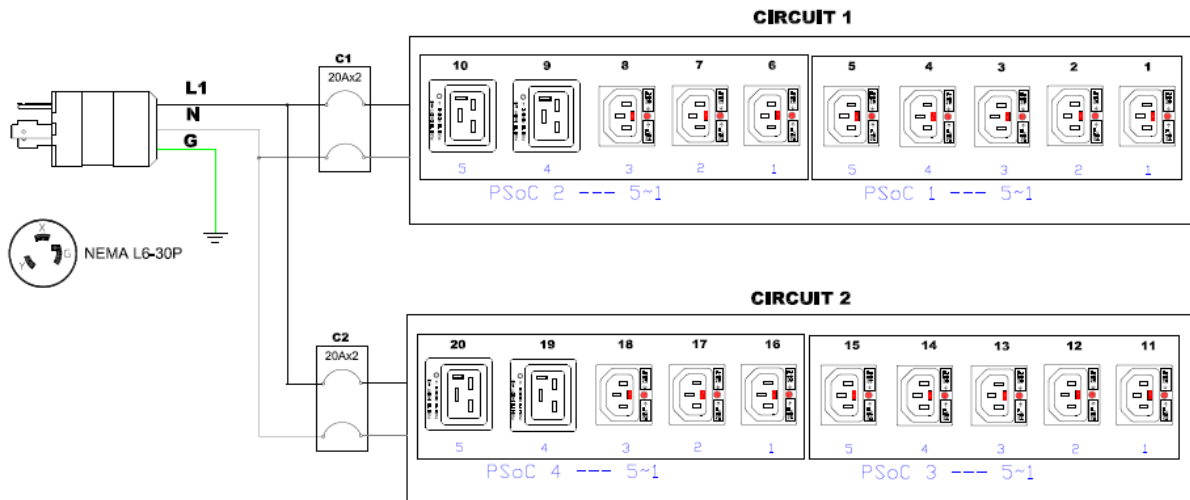 CIRCUIT 1
C1
20Ax2
10 9 8 7 6 5 4 3 2 1
L1
N
G
5 4 3 2 1 5 4 3 2 1
PSoC 2 --- 5~1 PSoC 1 --- 5~1
X
Y
G
NEMA L6-30P
CIRCUIT 2
C2
20Ax2
20 19 18 17 16 15 14 13 12 11
5 4 3 2 1 5 4 3 2 1
PSoC 4 --- 5~1 PSoC 3 --- 5~1